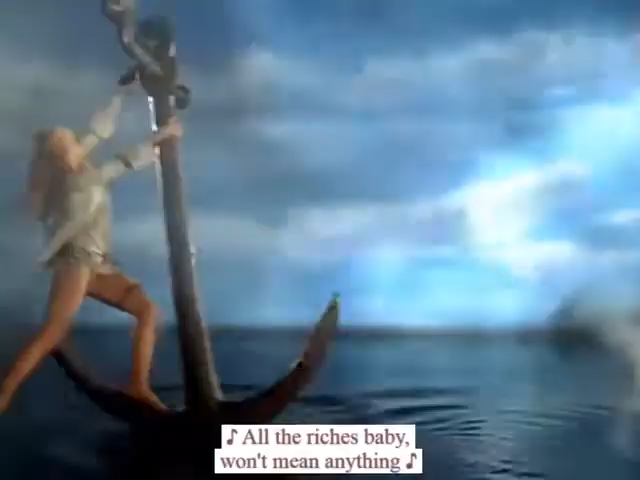 ♪ All the riches baby,
won't mean anything ♪